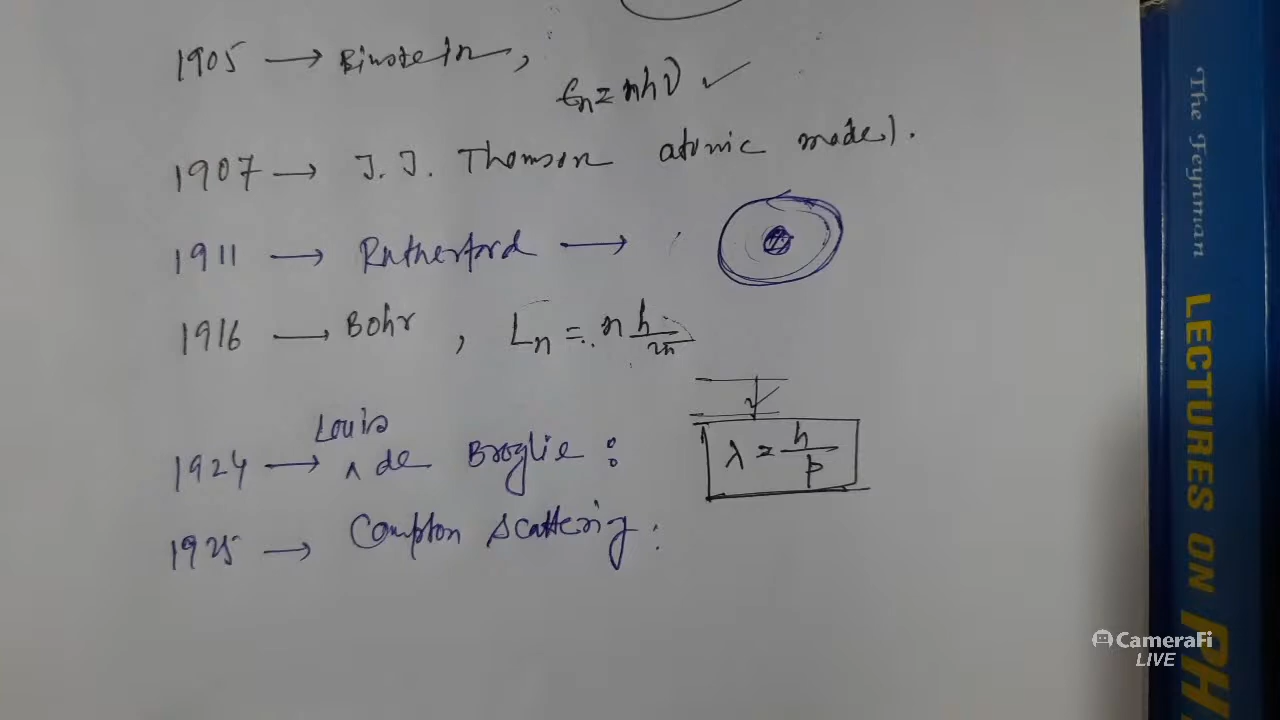 1905 → Einstein,
En = nhν ✓
1907 → J. J. Thomson atomic model.
1911 → Rutherford →
1916 → Bohr, Ln = n h/2π
Louis
1924 → ^ de Broglie : λ = h/p
1925 → Compton Scattering :
The Feynman
LECTURES ON PH
CameraFi
LIVE